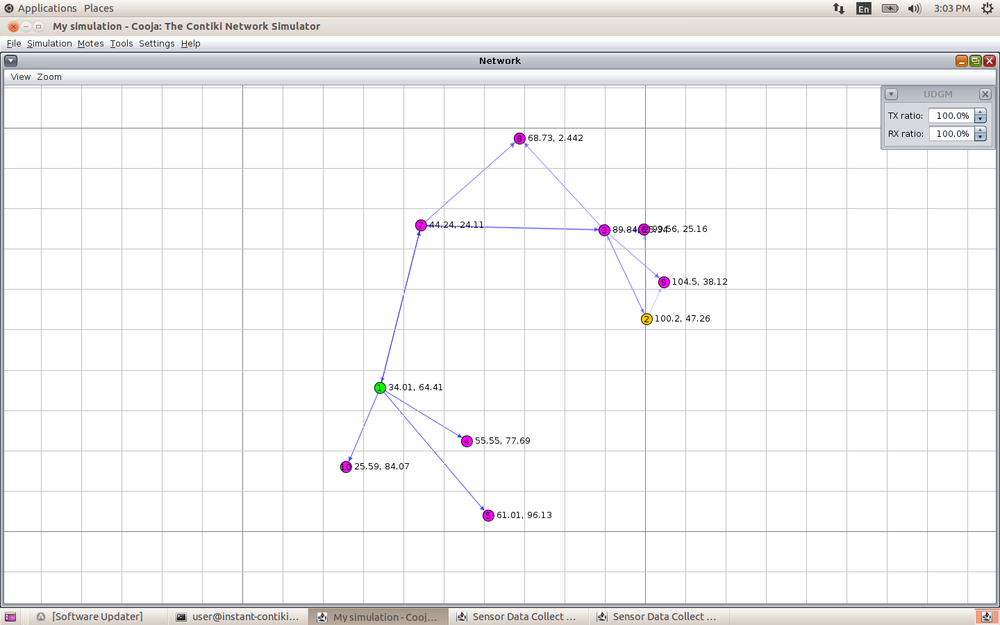 Applications Places En 3:03 PM
My simulation - Cooja: The Contiki Network Simulator
File Simulation Motes Tools Settings Help
Network
View Zoom
UDGM
TX ratio: 100.0%
RX ratio: 100.0%
8 68.73, 2.442
7 44.24, 24.11
3 89.84,
6 99.56, 25.16
9 104.5, 38.12
2 100.2, 47.26
1 34.01, 64.41
4 55.55, 77.69
10 25.59, 84.07
5 61.01, 96.13
[Software Updater] user@instant-contiki... My simulation - Cooj... Sensor Data Collect ... Sensor Data Collect ...